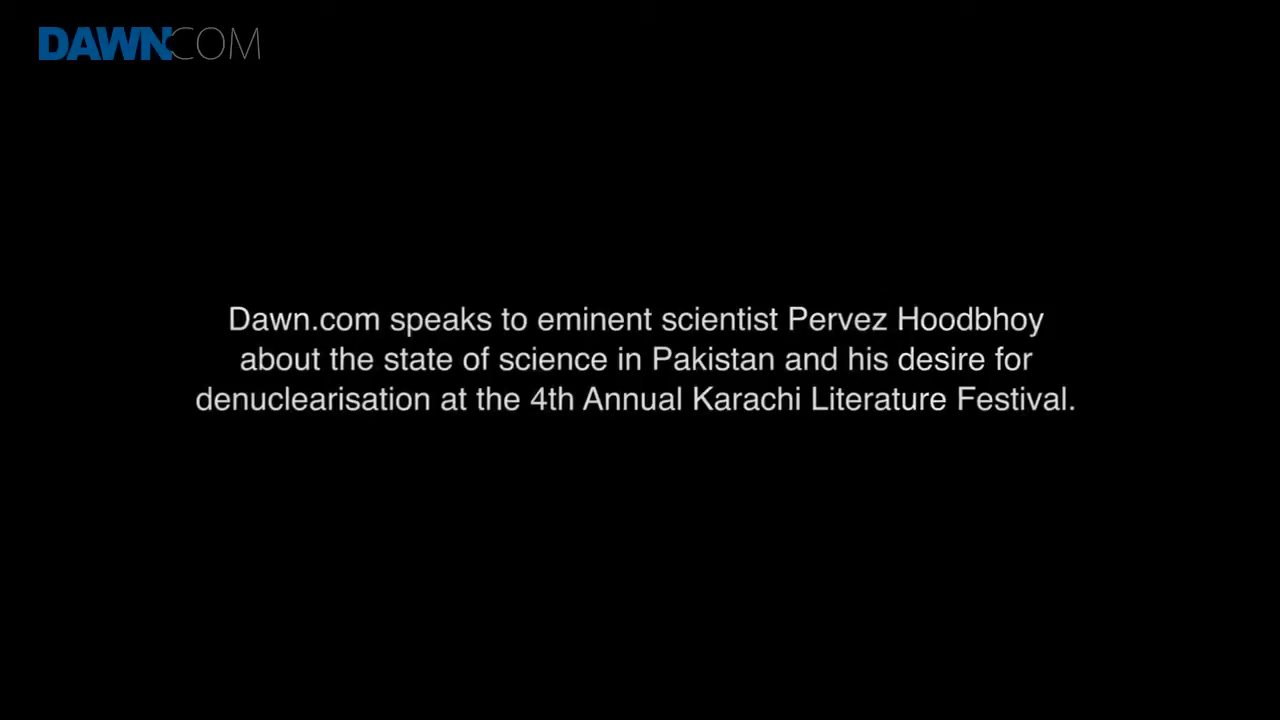 DAWN.COM
Dawn.com speaks to eminent scientist Pervez Hoodbhoy
about the state of science in Pakistan and his desire for
denuclearisation at the 4th Annual Karachi Literature Festival.